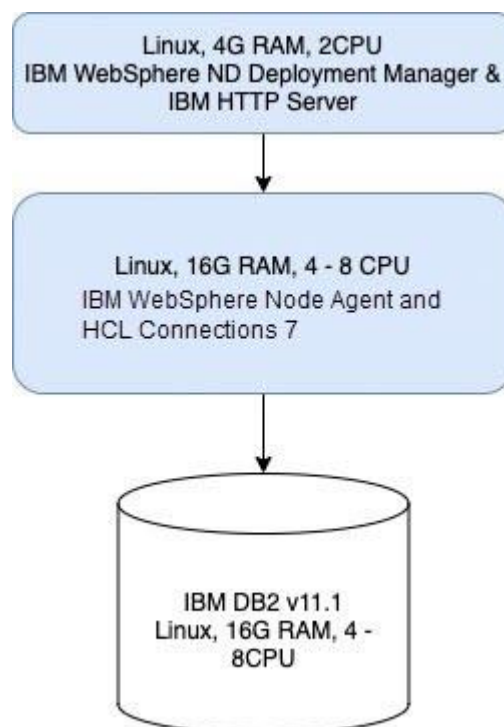 Linux, 4G RAM, 2CPU
IBM WebSphere ND Deployment Manager &
IBM HTTP Server
Linux, 16G RAM, 4 - 8 CPU
IBM WebSphere Node Agent and
HCL Connections 7
IBM DB2 v11.1
Linux, 16G RAM, 4 -
8CPU